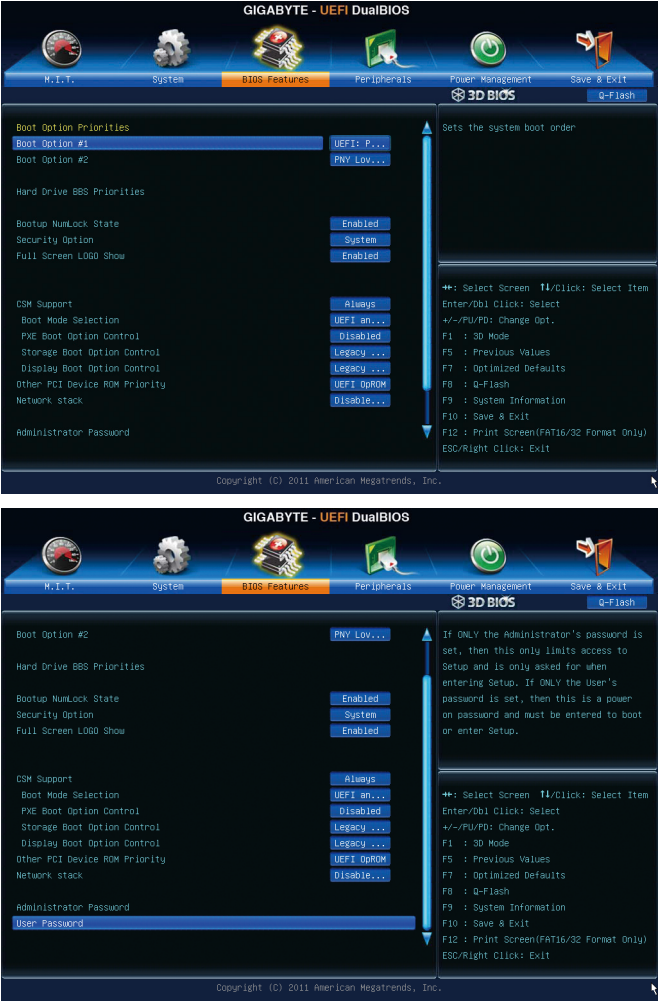 GIGABYTE - UEFI DualBIOS
M.I.T. System BIOS Features Peripherals Power Management Save & Exit
3D BIOS Q-Flash
Boot Option Priorities
Boot Option #1 UEFI: P...
Boot Option #2 PNY Lov...
Hard Drive BBS Priorities
Bootup NumLock State Enabled
Security Option System
Full Screen LOGO Show Enabled
CSM Support Always
Boot Mode Selection UEFI an...
PXE Boot Option Control Disabled
Storage Boot Option Control Legacy ...
Display Boot Option Control Legacy ...
Other PCI Device ROM Priority UEFI OpROM
Network stack Disable...
Administrator Password
Sets the system boot order
→←: Select Screen ↑↓/Click: Select Item
Enter/Dbl Click: Select
+/-/PU/PD: Change Opt.
F1 : 3D Mode
F5 : Previous Values
F7 : Optimized Defaults
F8 : Q-Flash
F9 : System Information
F10 : Save & Exit
F12 : Print Screen(FAT16/32 Format Only)
ESC/Right Click: Exit
Copyright (C) 2011 American Megatrends, Inc.
GIGABYTE - UEFI DualBIOS
M.I.T. System BIOS Features Peripherals Power Management Save & Exit
3D BIOS Q-Flash
Boot Option #2 PNY Lov...
Hard Drive BBS Priorities
Bootup NumLock State Enabled
Security Option System
Full Screen LOGO Show Enabled
CSM Support Always
Boot Mode Selection UEFI an...
PXE Boot Option Control Disabled
Storage Boot Option Control Legacy ...
Display Boot Option Control Legacy ...
Other PCI Device ROM Priority UEFI OpROM
Network stack Disable...
Administrator Password
User Password
If ONLY the Administrator's password is
set, then this only limits access to
Setup and is only asked for when
entering Setup. If ONLY the User's
password is set, then this is a power
on password and must be entered to boot
or enter Setup.
→←: Select Screen ↑↓/Click: Select Item
Enter/Dbl Click: Select
+/-/PU/PD: Change Opt.
F1 : 3D Mode
F5 : Previous Values
F7 : Optimized Defaults
F8 : Q-Flash
F9 : System Information
F10 : Save & Exit
F12 : Print Screen(FAT16/32 Format Only)
ESC/Right Click: Exit
Copyright (C) 2011 American Megatrends, Inc.